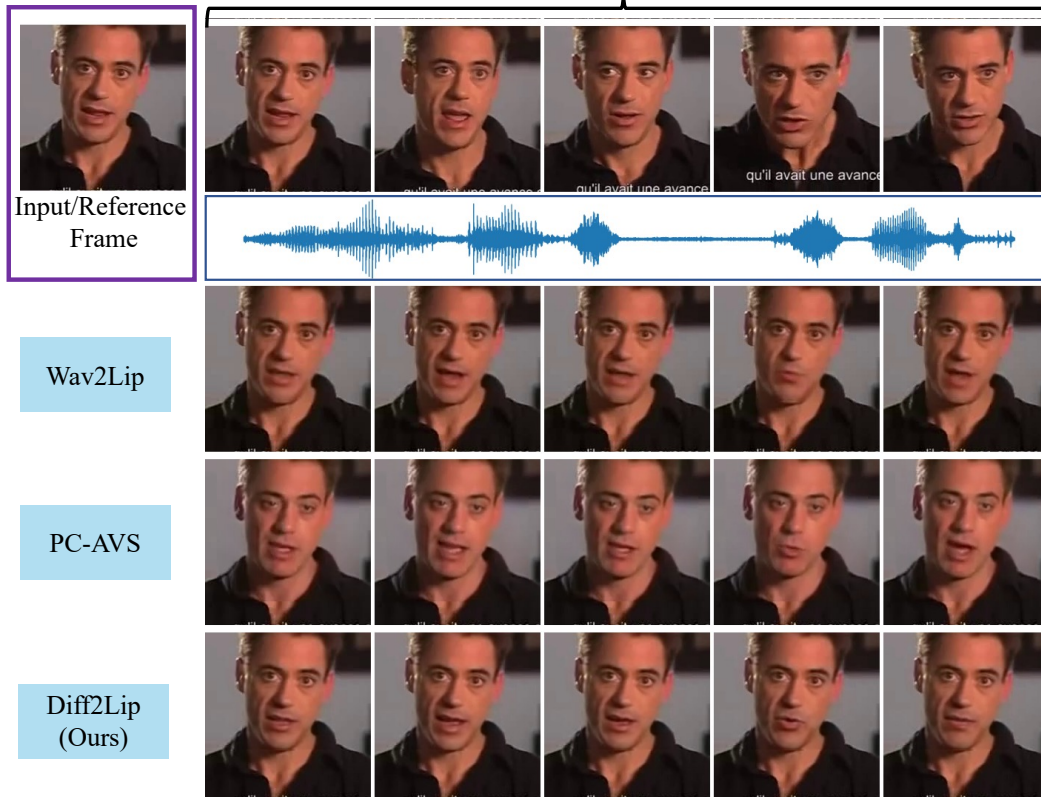 qu'il avait une avance
qu'il avait une avance
qu'il avait une avance
Input/Reference
Frame
Wav2Lip
PC-AVS
Diff2Lip
(Ours)